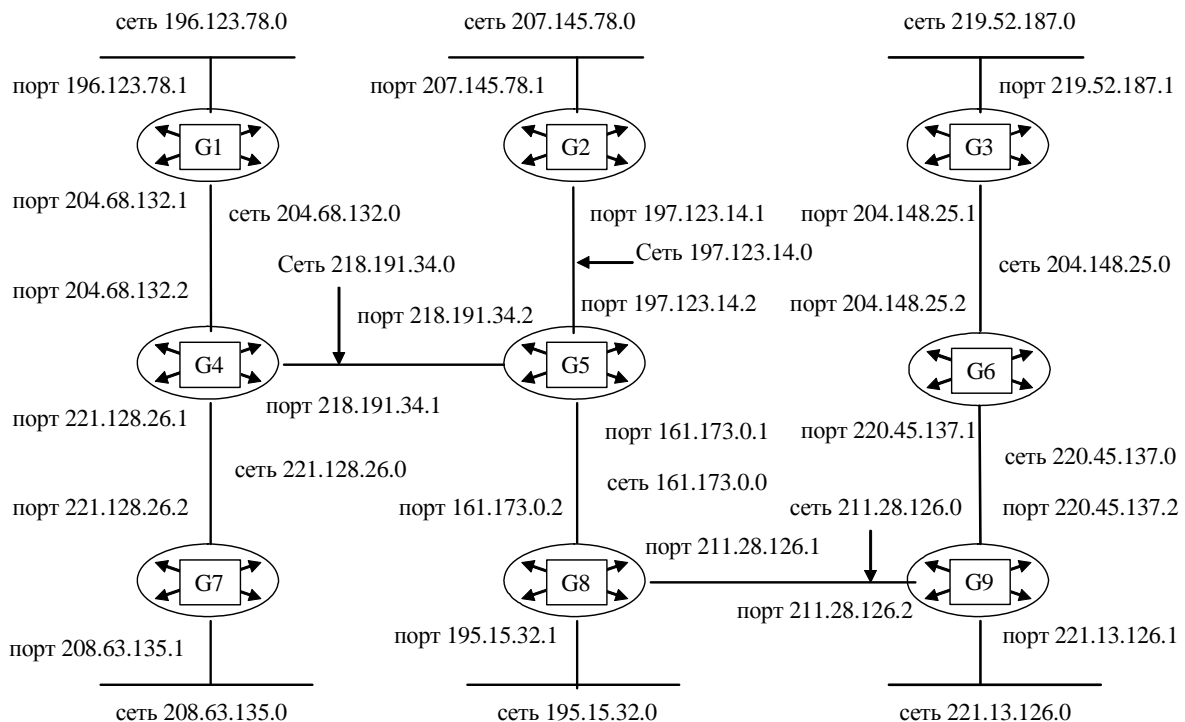 сеть 196.123.78.0
сеть 207.145.78.0
сеть 219.52.187.0
порт 196.123.78.1
порт 207.145.78.1
порт 219.52.187.1
G1
G2
G3
порт 204.68.132.1
сеть 204.68.132.0
порт 197.123.14.1
порт 204.148.25.1
Сеть 218.191.34.0
Сеть 197.123.14.0
сеть 204.148.25.0
порт 204.68.132.2
порт 218.191.34.2
порт 197.123.14.2
порт 204.148.25.2
G4
G5
G6
порт 221.128.26.1
порт 218.191.34.1
порт 161.173.0.1
порт 220.45.137.1
сеть 221.128.26.0
сеть 161.173.0.0
сеть 220.45.137.0
порт 221.128.26.2
порт 161.173.0.2
сеть 211.28.126.0
порт 220.45.137.2
порт 211.28.126.1
G7
G8
G9
порт 208.63.135.1
порт 195.15.32.1
порт 211.28.126.2
порт 221.13.126.1
сеть 208.63.135.0
сеть 195.15.32.0
сеть 221.13.126.0